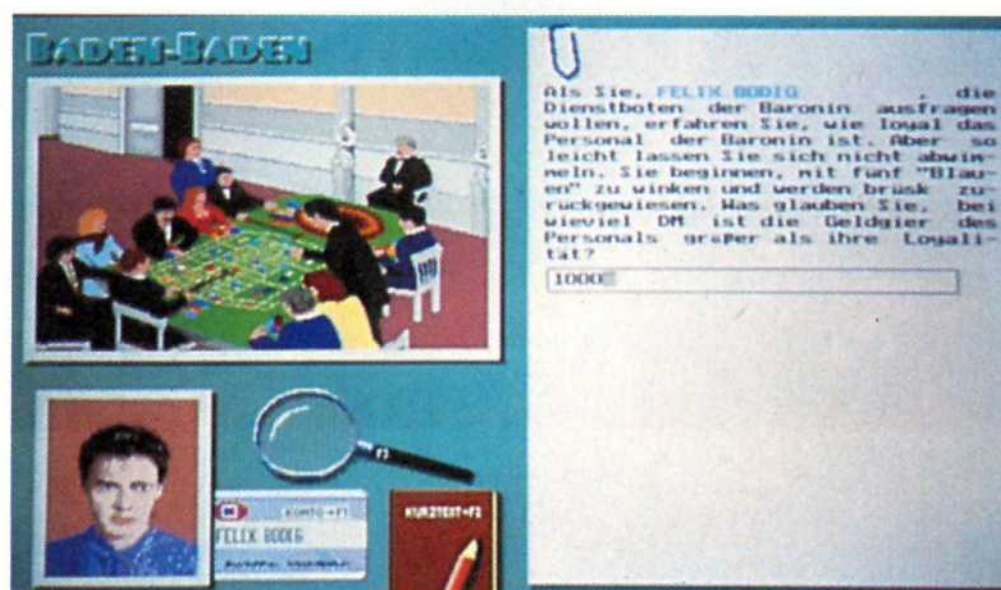 BADEN-BADEN
Als Sie, FELIX BODIG , die
Dienstboten der Baronin ausfragen
wollen, erfahren Sie, wie loyal das
Personal der Baronin ist. Aber so
leicht lassen Sie sich nicht abwim-
meln. Sie beginnen, mit fünf "Blau-
en" zu winken und werden brüsk zu-
rückgewiesen. Was glauben Sie, bei
wieviel DM ist die Geldgier des
Personals größer als ihre Loyali-
tät?
1000
F3
KONTO=F1
FELIX BODIG
KURZTEXT=F2